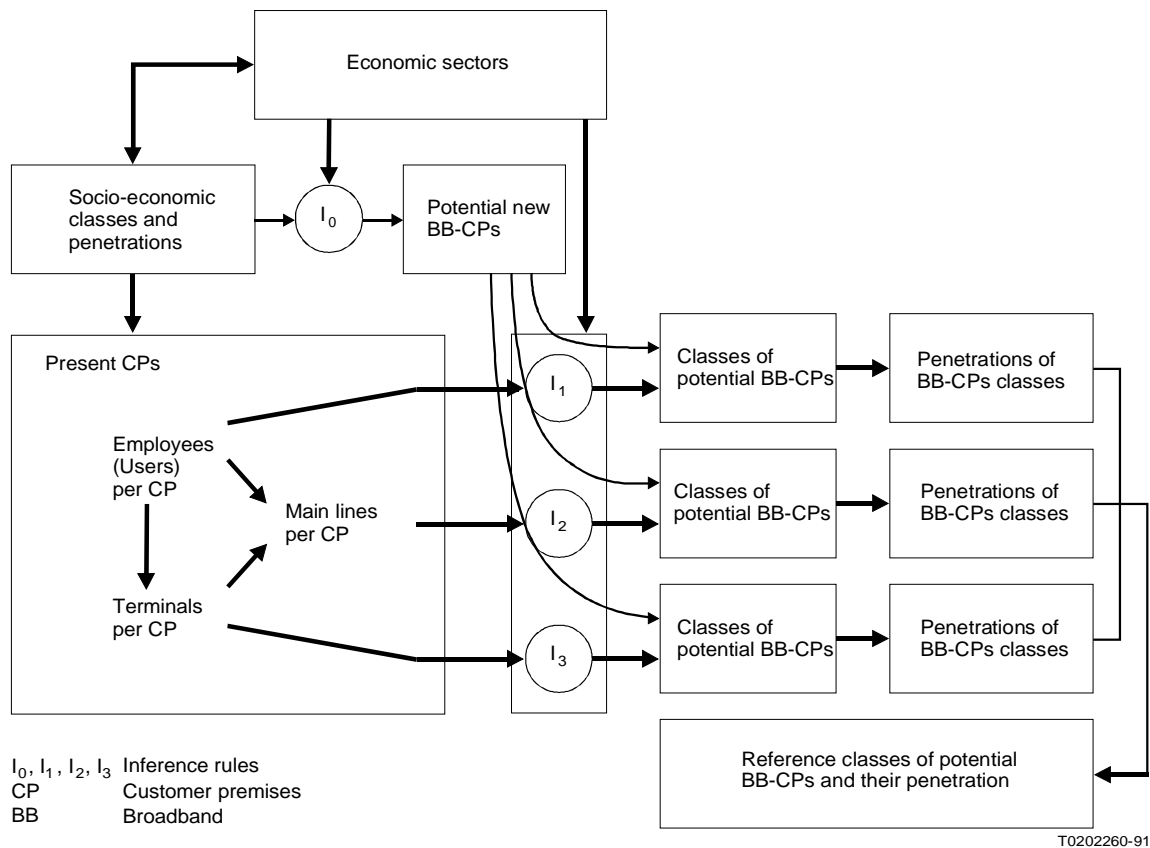 Economic sectors
Socio-economic
classes and
penetrations
I0
Potential new
BB-CPs
Present CPs
Employees
(Users)
per CP
Main lines
per CP
Terminals
per CP
I1
I2
I3
Classes of
potential BB-CPs
Penetrations of
BB-CPs classes
Classes of
potential BB-CPs
Penetrations of
BB-CPs classes
Classes of
potential BB-CPs
Penetrations of
BB-CPs classes
Reference classes of potential
BB-CPs and their penetration
I0, I1, I2, I3 Inference rules
CP Customer premises
BB Broadband
T0202260-91